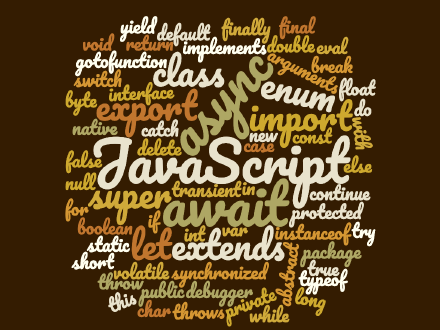 yield default finally final
void return implements double eval
goto function arguments break
switch class async enum float
byte interface export import do
native catch new const with
delete case
false JavaScript else
null super transient in continue
for await protected
boolean if int var instanceof try
static let extends abstract package
short true
volatile synchronized typeof
throw public debugger private long
this char throws while